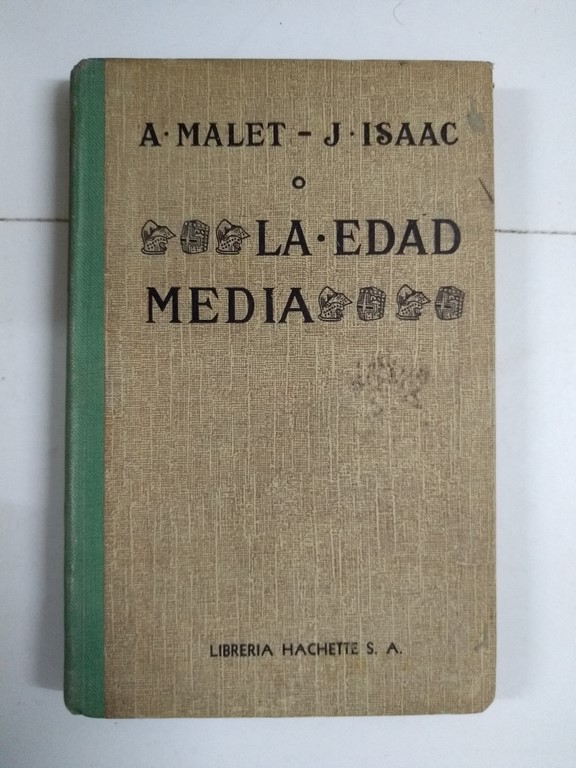 A·MALET - J·ISAAC
LA·EDAD
MEDIA
LIBRERIA HACHETTE S. A.